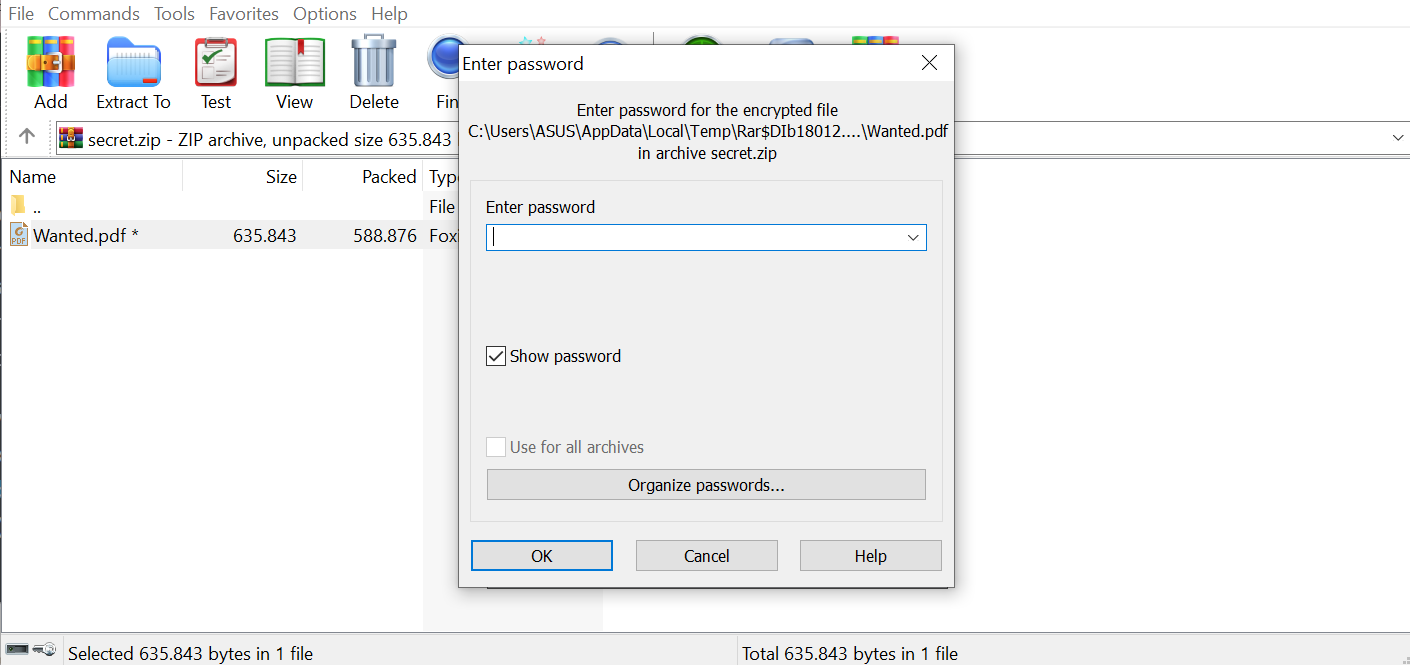 File Commands Tools Favorites Options Help
Add Extract To Test View Delete Fin
secret.zip - ZIP archive, unpacked size 635.843
Name Size Packed Typ
.. File
Wanted.pdf * 635.843 588.876 Foxi
Enter password
Enter password for the encrypted file
C:\Users\ASUS\AppData\Local\Temp\Rar$DIb18012....\Wanted.pdf
in archive secret.zip
Enter password
Show password
Use for all archives
Organize passwords...
OK Cancel Help
Selected 635.843 bytes in 1 file
Total 635.843 bytes in 1 file